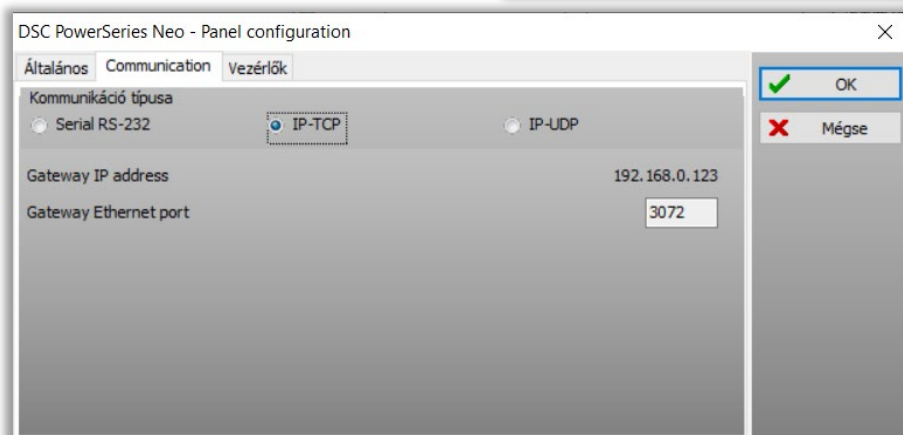 DSC PowerSeries Neo - Panel configuration
Általános Communication Vezérlők
Kommunikáció típusa
Serial RS-232 IP-TCP IP-UDP
Gateway IP address 192.168.0.123
Gateway Ethernet port 3072
OK
Mégse